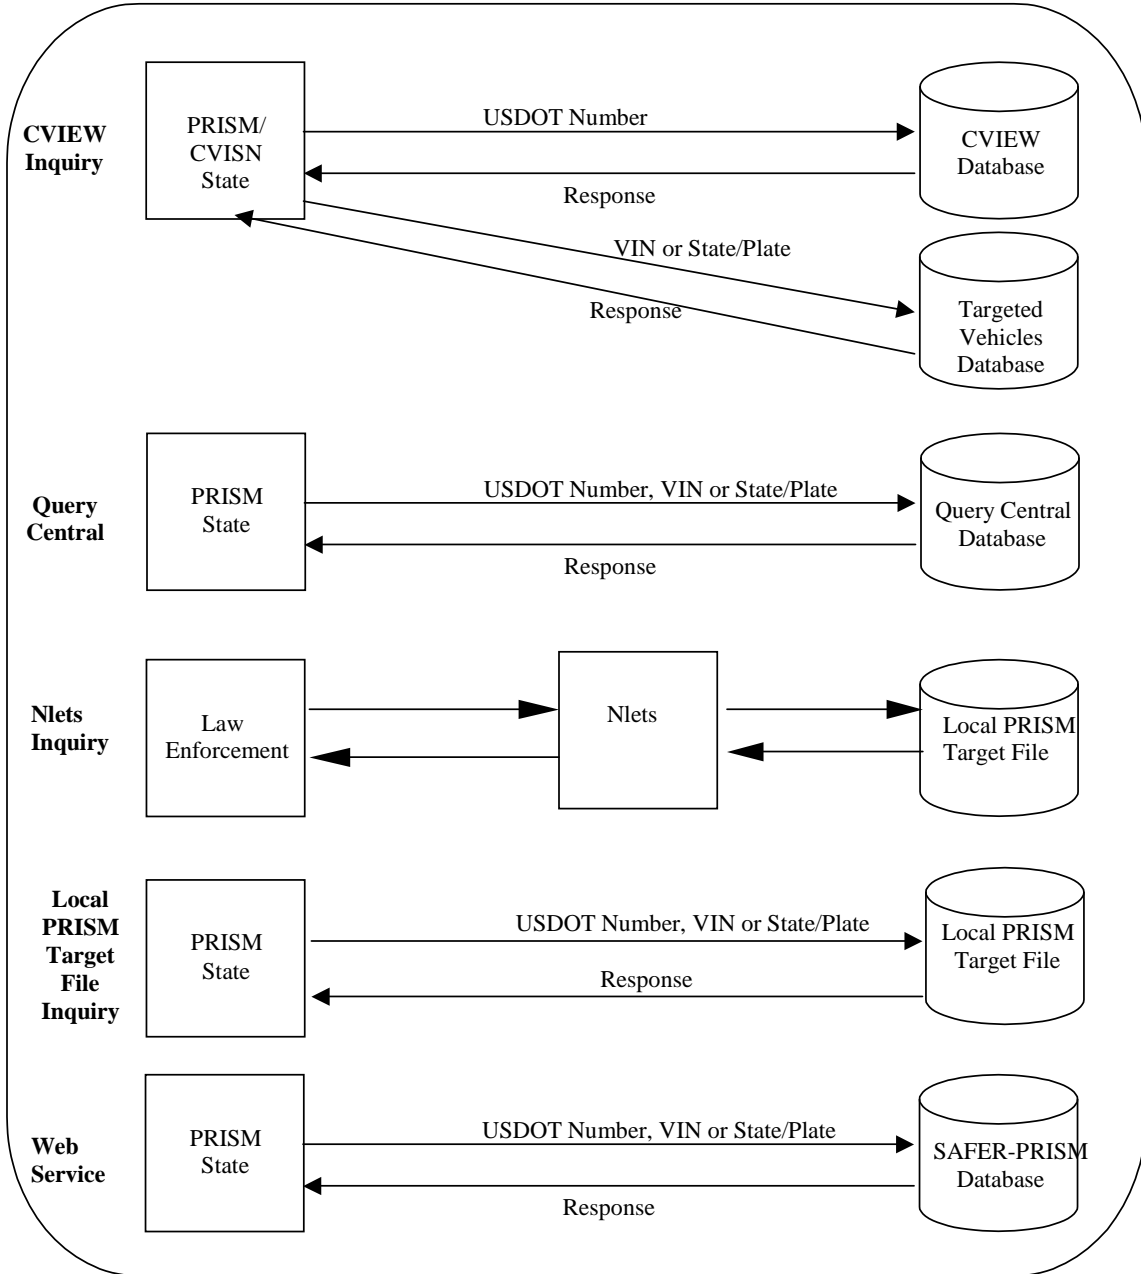 CVIEW
Inquiry
PRISM/
CVISN
State
USDOT Number
Response
CVIEW
Database
VIN or State/Plate
Response
Targeted
Vehicles
Database
Query
Central
PRISM
State
USDOT Number, VIN or State/Plate
Response
Query Central
Database
Nlets
Inquiry
Law
Enforcement
Nlets
Local PRISM
Target File
Local
PRISM
Target
File
Inquiry
PRISM
State
USDOT Number, VIN or State/Plate
Response
Local PRISM
Target File
Web
Service
PRISM
State
USDOT Number, VIN or State/Plate
Response
SAFER-PRISM
Database